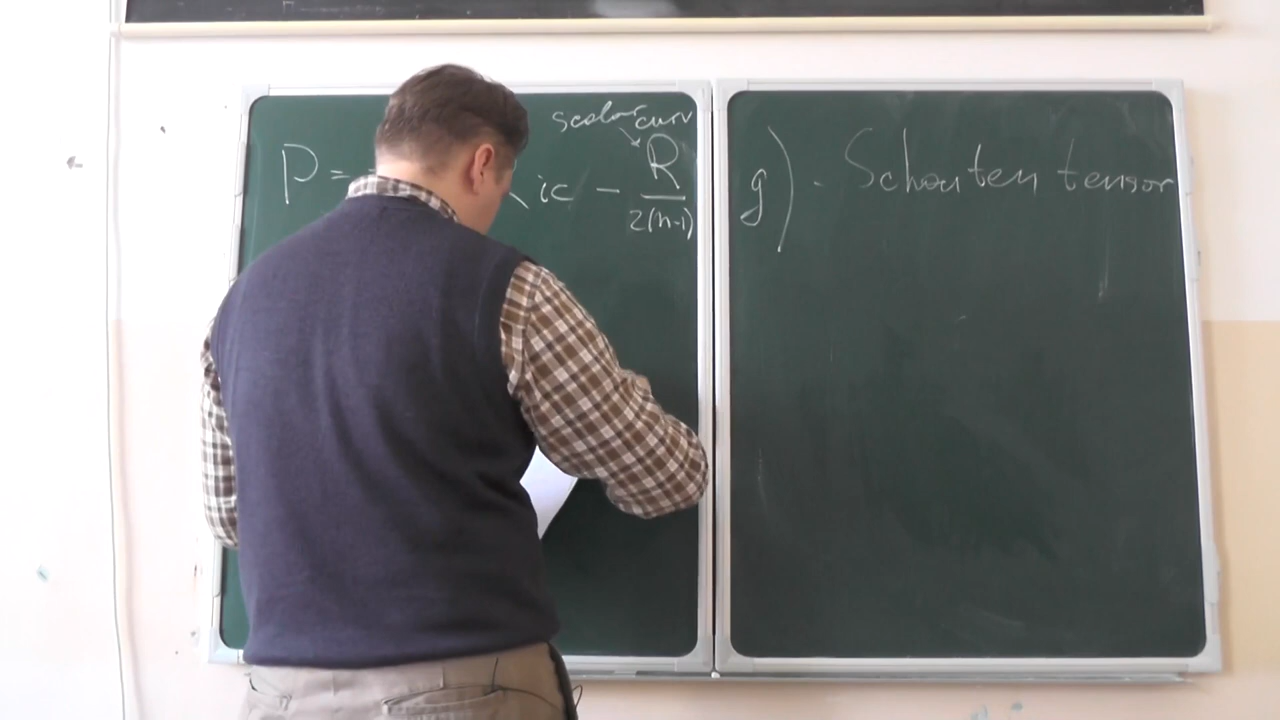 scalar curv
P = ic - R/2(n-1) g) - Schouten tensor